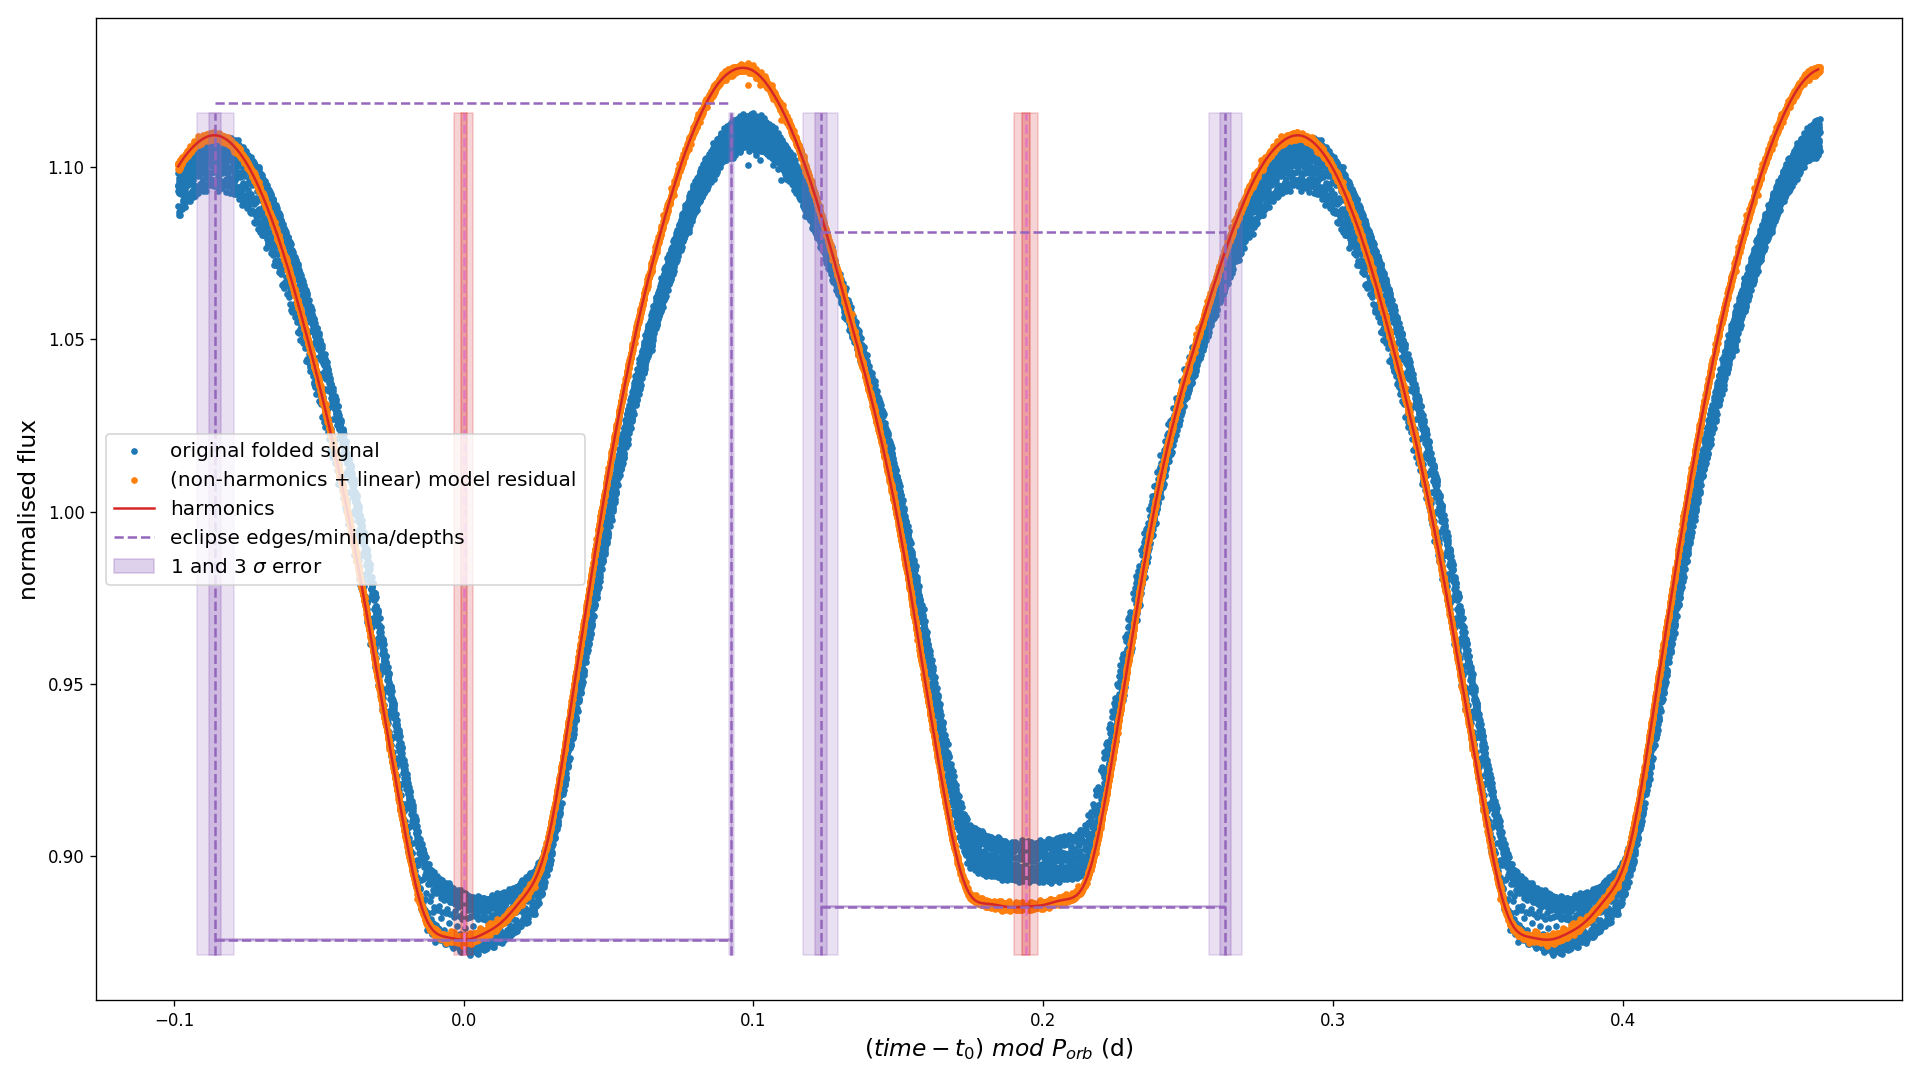 normalised flux
1.10
1.05
1.00
0.95
0.90
original folded signal
(non-harmonics + linear) model residual
harmonics
eclipse edges/minima/depths
1 and 3 σ error
−0.1
0.0
0.1
0.2
0.3
0.4
(time − t₀) mod P_orb (d)